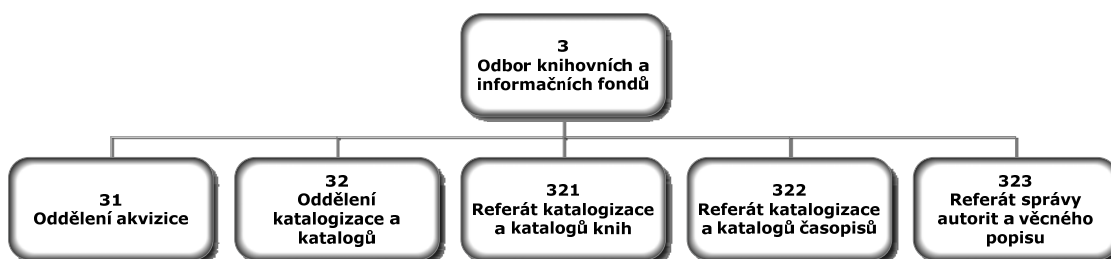 3
Odbor knihovních a
informačních fondů
31
Oddělení akvizice
32
Oddělení
katalogizace a
katalogů
321
Referát katalogizace
a katalogů knih
322
Referát katalogizace
a katalogů časopisů
323
Referát správy
autorit a věcného
popisu